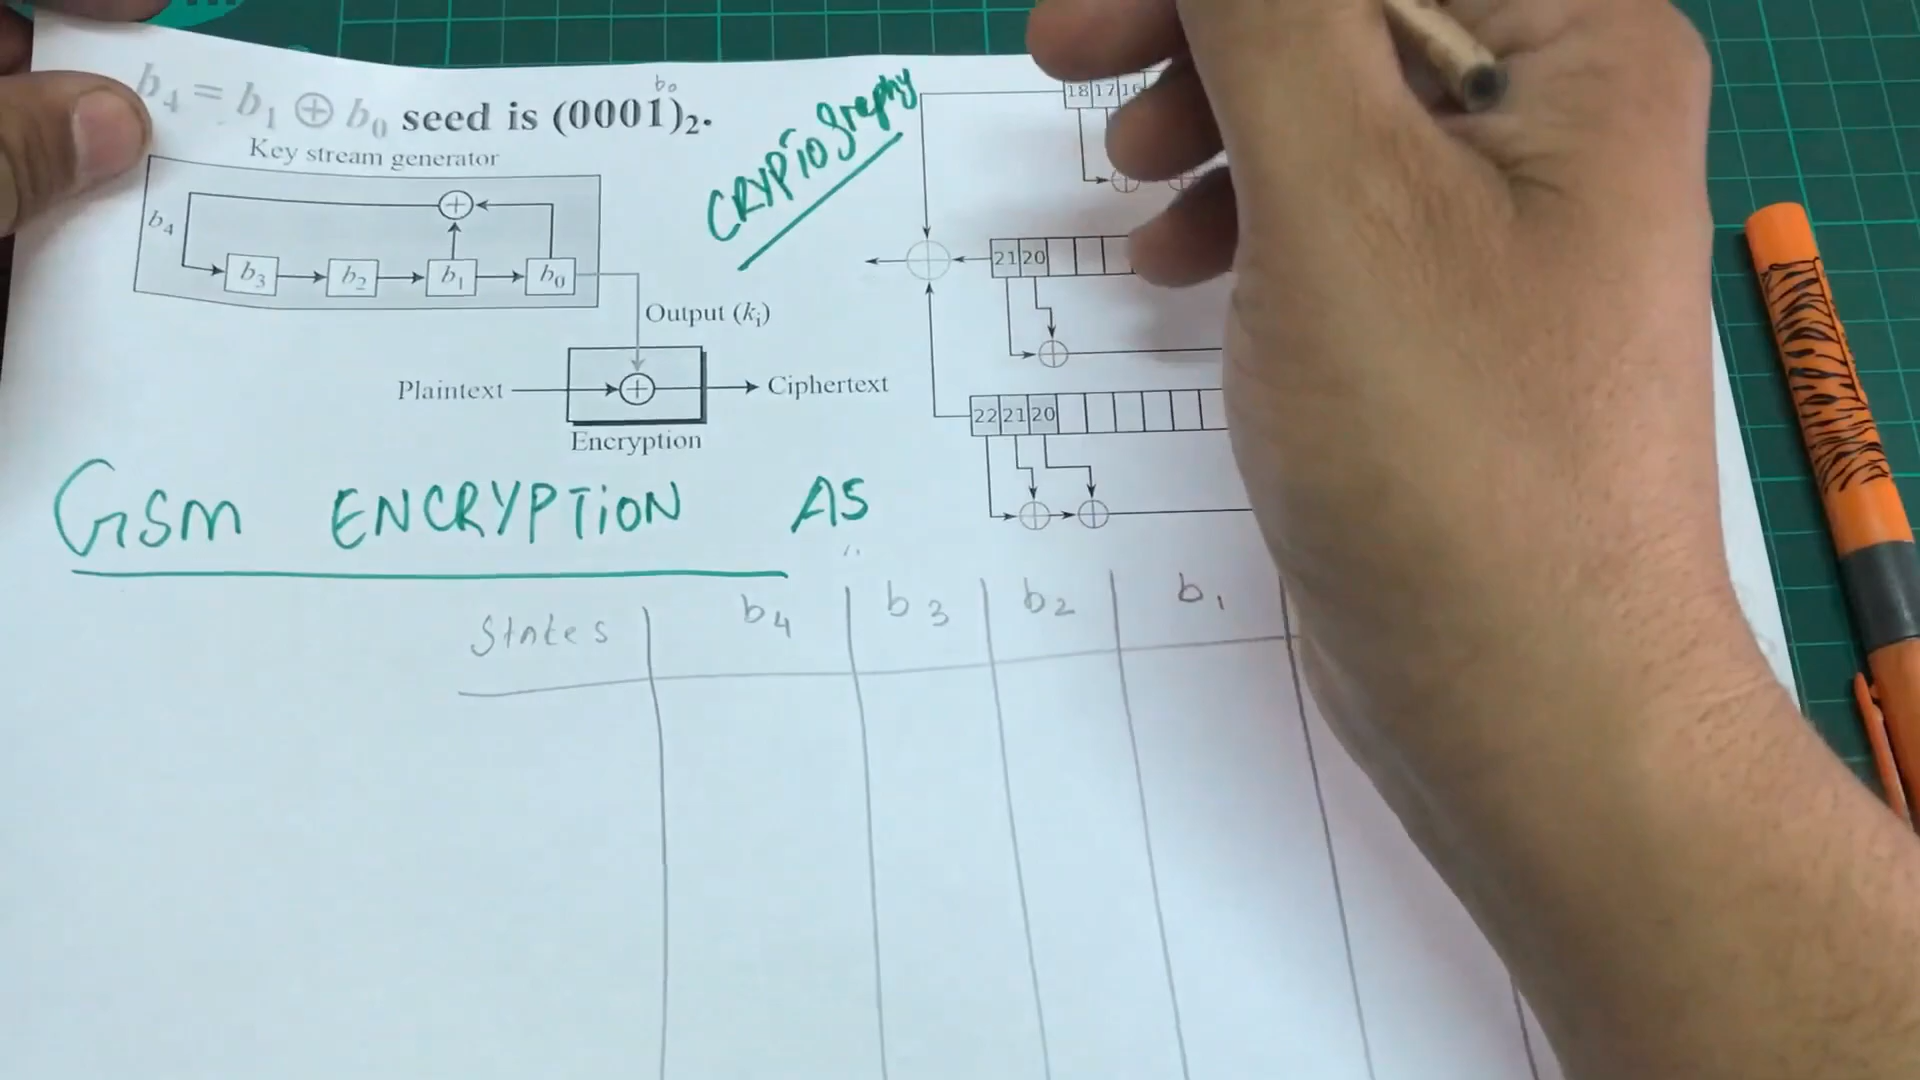 b₀
b₄ = b₁ ⊕ b₀ seed is (0001)₂.
Key stream generator
b₄
b₃ b₂ b₁ b₀
Output (kᵢ)
Plaintext
Ciphertext
Encryption
CRYPTOGraphy
18 17 16
21 20
22 21 20
GSM ENCRYPTION A5
States b₄ b₃ b₂ b₁